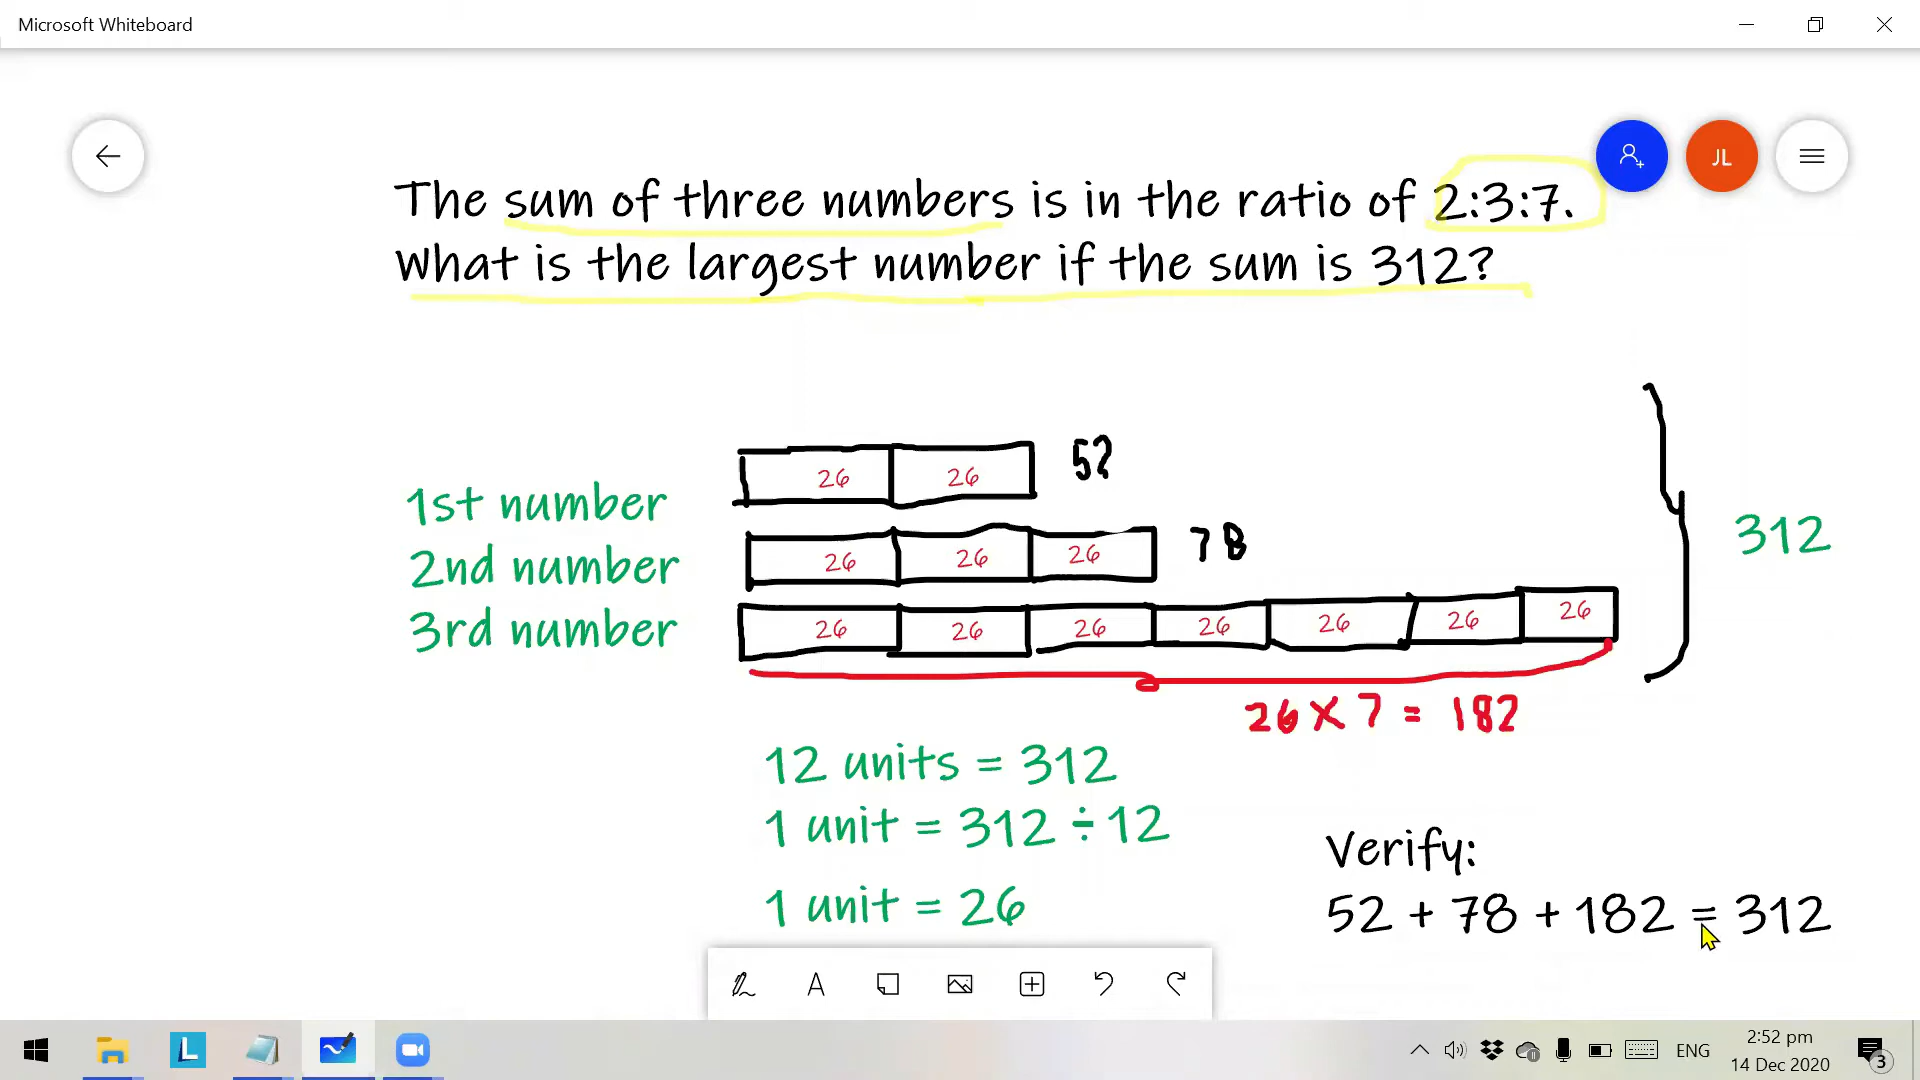 Microsoft Whiteboard
JL
The sum of three numbers is in the ratio of 2:3:7.
What is the largest number if the sum is 312?
26 26 52
1st number
26 26 26 78
2nd number
312
3rd number
26 26 26 26 26 26 26
26 x 7 = 182
12 units = 312
1 unit = 312 ÷ 12
Verify:
1 unit = 26
52 + 78 + 182 = 312
A
L
ENG
2:52 pm
14 Dec 2020
3